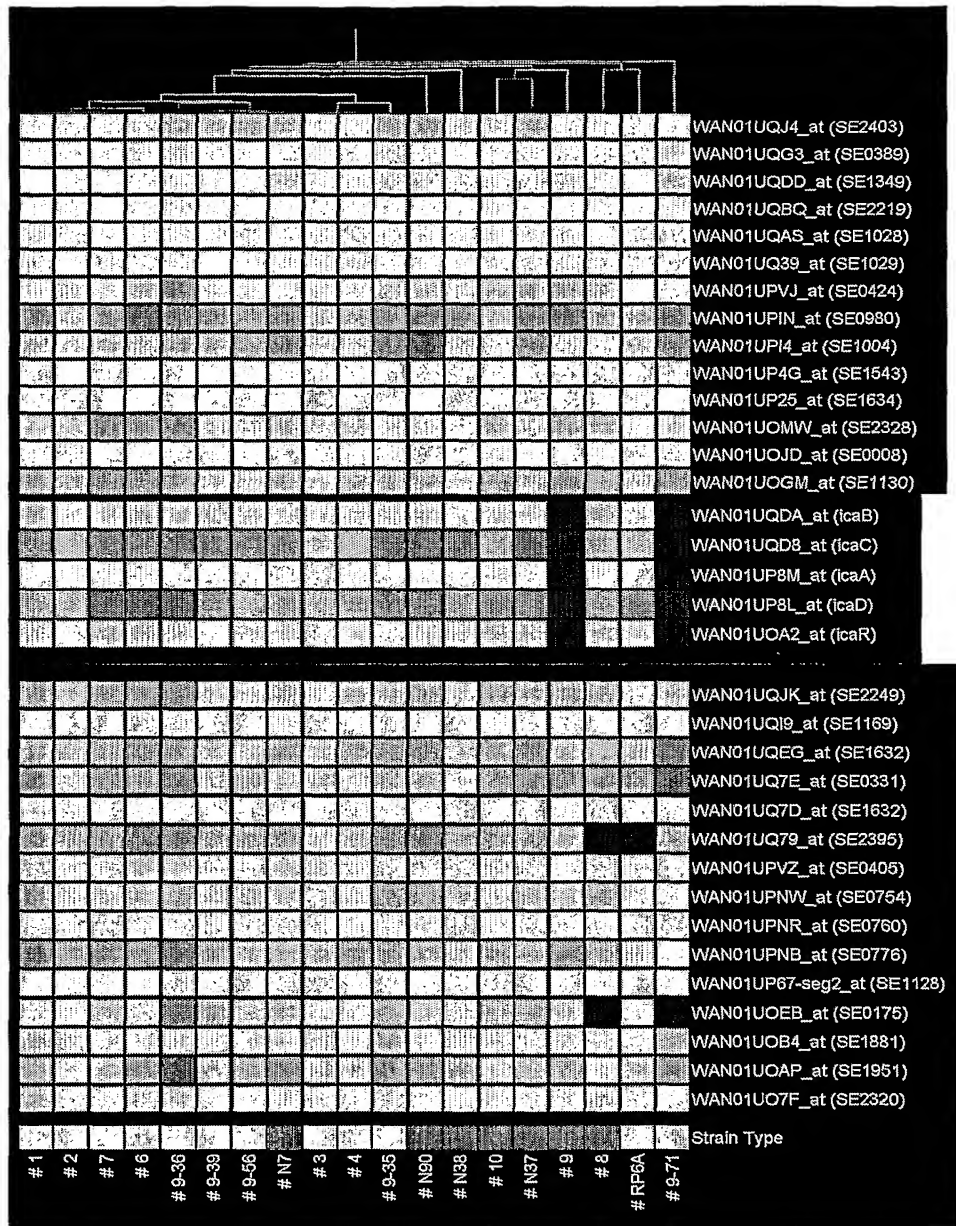 WAN01UQJ4_at (SE2403)
WAN01UQG3_at (SE0389)
WAN01UQDD_at (SE1349)
WAN01UQBQ_at (SE2219)
WAN01UQAS_at (SE1028)
WAN01UQ39_at (SE1029)
WAN01UPVJ_at (SE0424)
WAN01UPIN_at (SE0980)
WAN01UPI4_at (SE1004)
WAN01UP4G_at (SE1543)
WAN01UP25_at (SE1634)
WAN01UOMW_at (SE2328)
WAN01UOJD_at (SE0008)
WAN01UOGM_at (SE1130)
WAN01UQDA_at (icaB)
WAN01UQD8_at (icaC)
WAN01UP8M_at (icaA)
WAN01UP8L_at (icaD)
WAN01UOA2_at (icaR)
WAN01UQJK_at (SE2249)
WAN01UQI9_at (SE1169)
WAN01UQEG_at (SE1632)
WAN01UQ7E_at (SE0331)
WAN01UQ7D_at (SE1632)
WAN01UQ79_at (SE2395)
WAN01UPVZ_at (SE0405)
WAN01UPNW_at (SE0754)
WAN01UPNR_at (SE0760)
WAN01UPNB_at (SE0776)
WAN01UP67-seg2_at (SE1128)
WAN01UOEB_at (SE0175)
WAN01UOB4_at (SE1881)
WAN01UOAP_at (SE1951)
WAN01UO7F_at (SE2320)
Strain Type
# 1
# 2
# 7
# 6
# 9-36
# 9-39
# 9-56
# N7
# 3
# 4
# 9-35
# N90
# N38
# 10
# N37
# 9
# 8
# RP6A
# 9-71